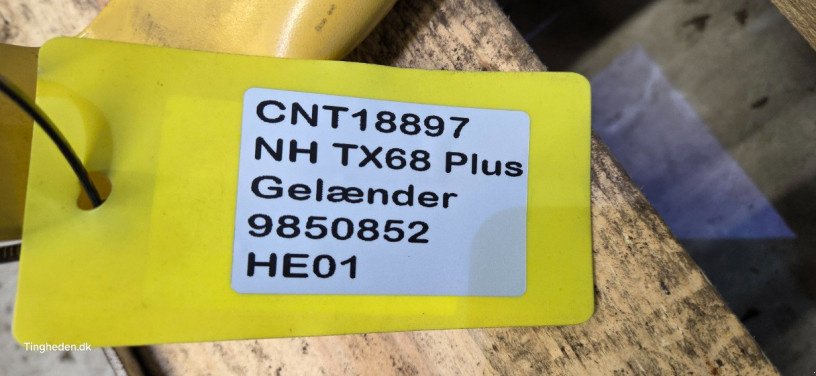 CNT18897
NH TX68 Plus
Gelænder
9850852
HE01
Tingheden.dk